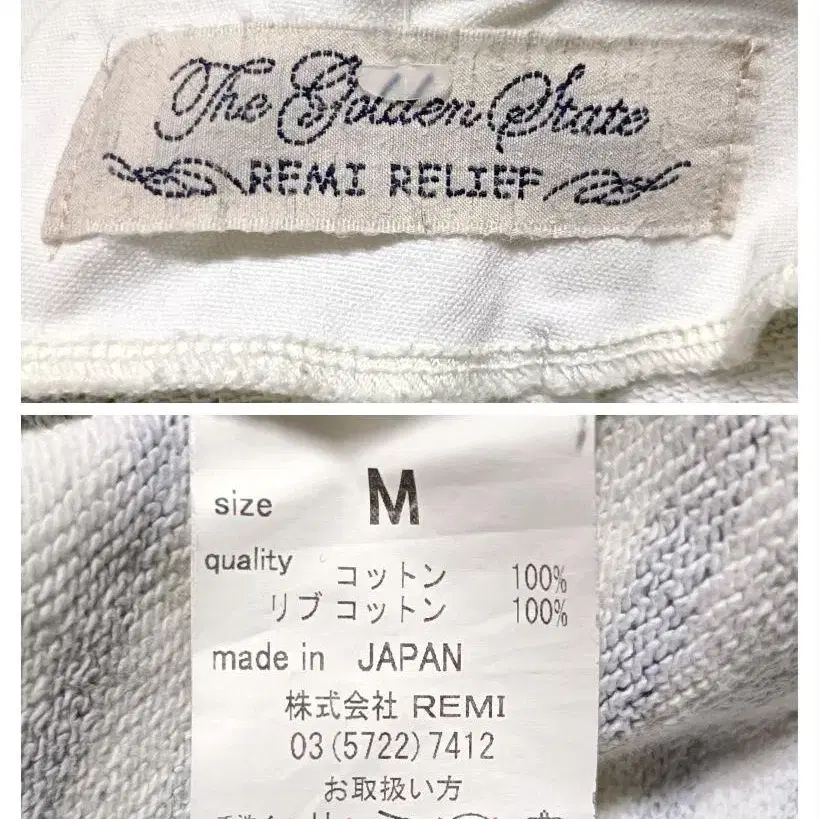 The Golden State
REMI RELIEF
size M
quality コットン 100%
リブ コットン 100%
made in JAPAN
株式会社 REMI
03(5722)7412
お取扱い方